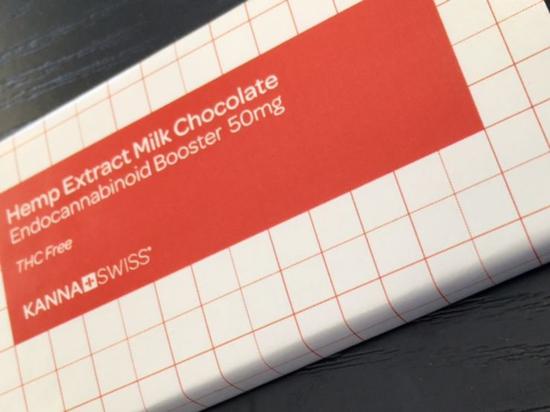 Hemp Extract Milk Chocolate
Endocannabinoid Booster 50mg
THC Free
KANNA+SWISS®